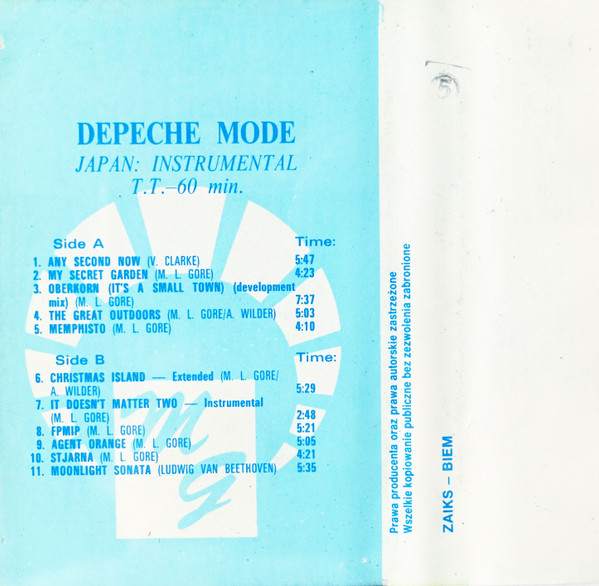 DEPECHE MODE
JAPAN: INSTRUMENTAL
T.T.–60 min.
Side A Time:
1. ANY SECOND NOW (V. CLARKE) 5:47
2. MY SECRET GARDEN (M. L. GORE) 4:23
3. OBERKORN (IT'S A SMALL TOWN) (development
mix) (M. L. GORE) 7:37
4. THE GREAT OUTDOORS (M. L. GORE/A. WILDER) 5:03
5. MEMPHISTO (M. L. GORE) 4:10
Side B Time:
6. CHRISTMAS ISLAND — Extended (M. L. GORE/
A. WILDER) 5:29
7. IT DOESN'T MATTER TWO — Instrumental
(M. L. GORE) 2:48
8. FPMIP (M. L. GORE) 5:21
9. AGENT ORANGE (M. L. GORE) 5:05
10. STJARNA (M. L. GORE) 4:21
11. MOONLIGHT SONATA (LUDWIG VAN BEETHOVEN) 5:35
MG
Prawa producenta oraz prawa autorskie zastrzeżone
Wszelkie kopiowanie publiczne bez zezwolenia zabronione
ZAIKS – BIEM
5